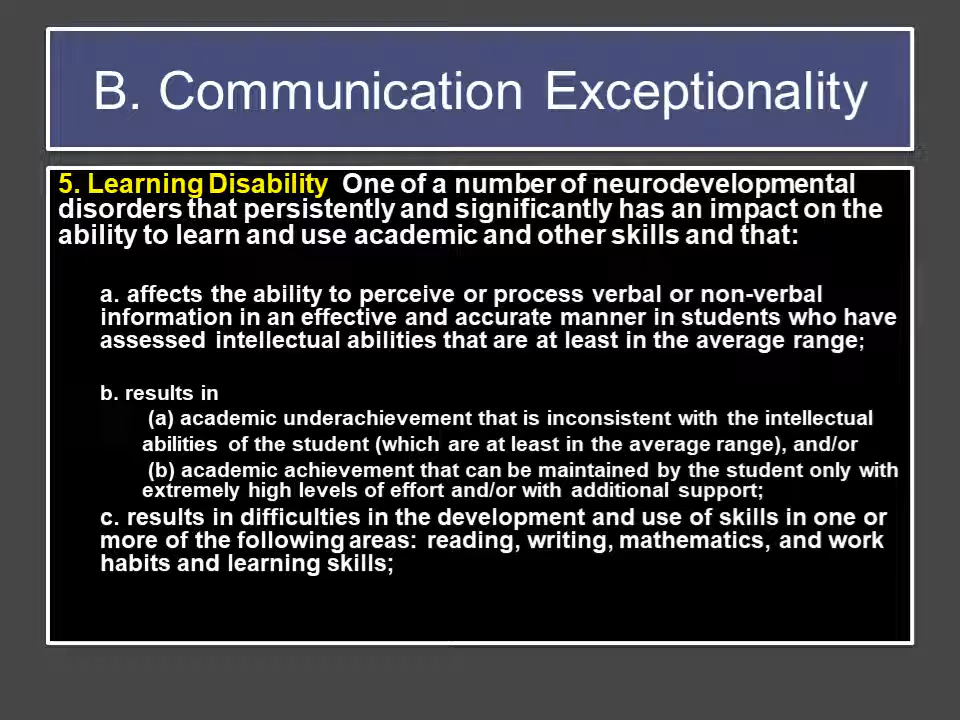 B. Communication Exceptionality
5. Learning Disability  One of a number of neurodevelopmental
disorders that persistently and significantly has an impact on the
ability to learn and use academic and other skills and that:
a. affects the ability to perceive or process verbal or non-verbal
information in an effective and accurate manner in students who have
assessed intellectual abilities that are at least in the average range;
b. results in
(a) academic underachievement that is inconsistent with the intellectual
abilities of the student (which are at least in the average range), and/or
(b) academic achievement that can be maintained by the student only with
extremely high levels of effort and/or with additional support;
c. results in difficulties in the development and use of skills in one or
more of the following areas: reading, writing, mathematics, and work
habits and learning skills;